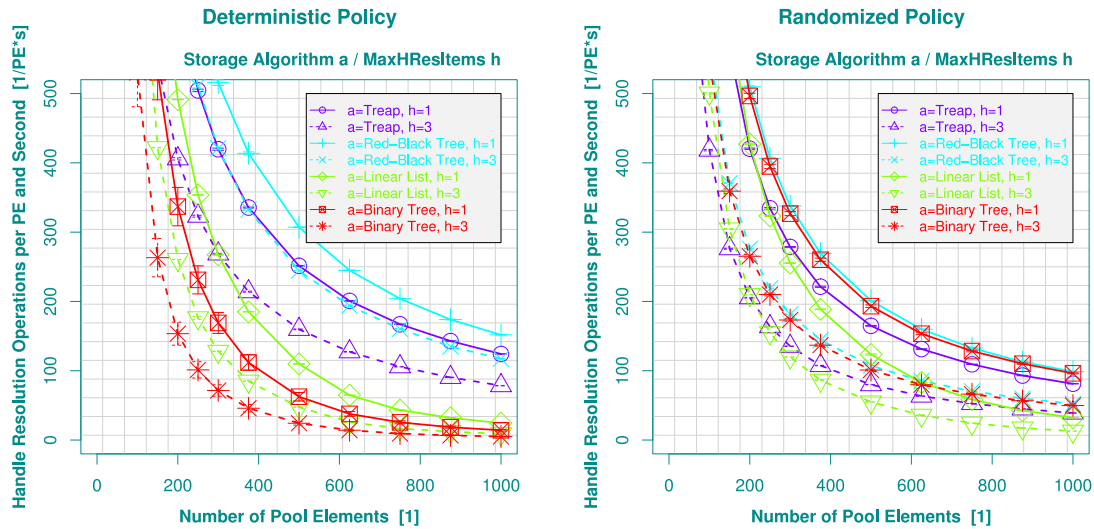 Deterministic Policy
Storage Algorithm a / MaxHResItems h
Handle Resolution Operations per PE and Second [1/PE*s]
500
400
300
200
100
0
a=Treap, h=1
a=Treap, h=3
a=Red−Black Tree, h=1
a=Red−Black Tree, h=3
a=Linear List, h=1
a=Linear List, h=3
a=Binary Tree, h=1
a=Binary Tree, h=3
0 200 400 600 800 1000
Number of Pool Elements [1]
Randomized Policy
Storage Algorithm a / MaxHResItems h
Handle Resolution Operations per PE and Second [1/PE*s]
500
400
300
200
100
0
a=Treap, h=1
a=Treap, h=3
a=Red−Black Tree, h=1
a=Red−Black Tree, h=3
a=Linear List, h=1
a=Linear List, h=3
a=Binary Tree, h=1
a=Binary Tree, h=3
0 200 400 600 800 1000
Number of Pool Elements [1]